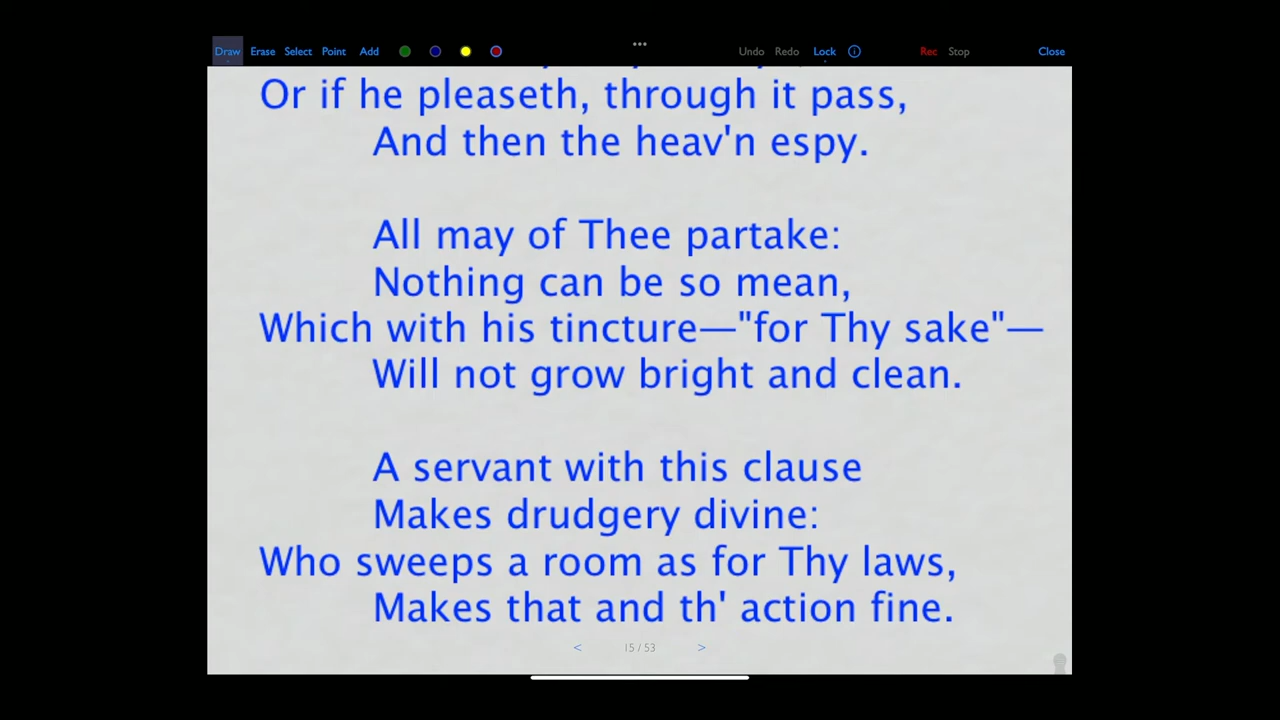 Draw Erase Select Point Add ••• Undo Redo Lock Rec Stop Close
Or if he pleaseth, through it pass,
And then the heav'n espy.
All may of Thee partake:
Nothing can be so mean,
Which with his tincture—"for Thy sake"—
Will not grow bright and clean.
A servant with this clause
Makes drudgery divine:
Who sweeps a room as for Thy laws,
Makes that and th' action fine.
< 15 / 53 >